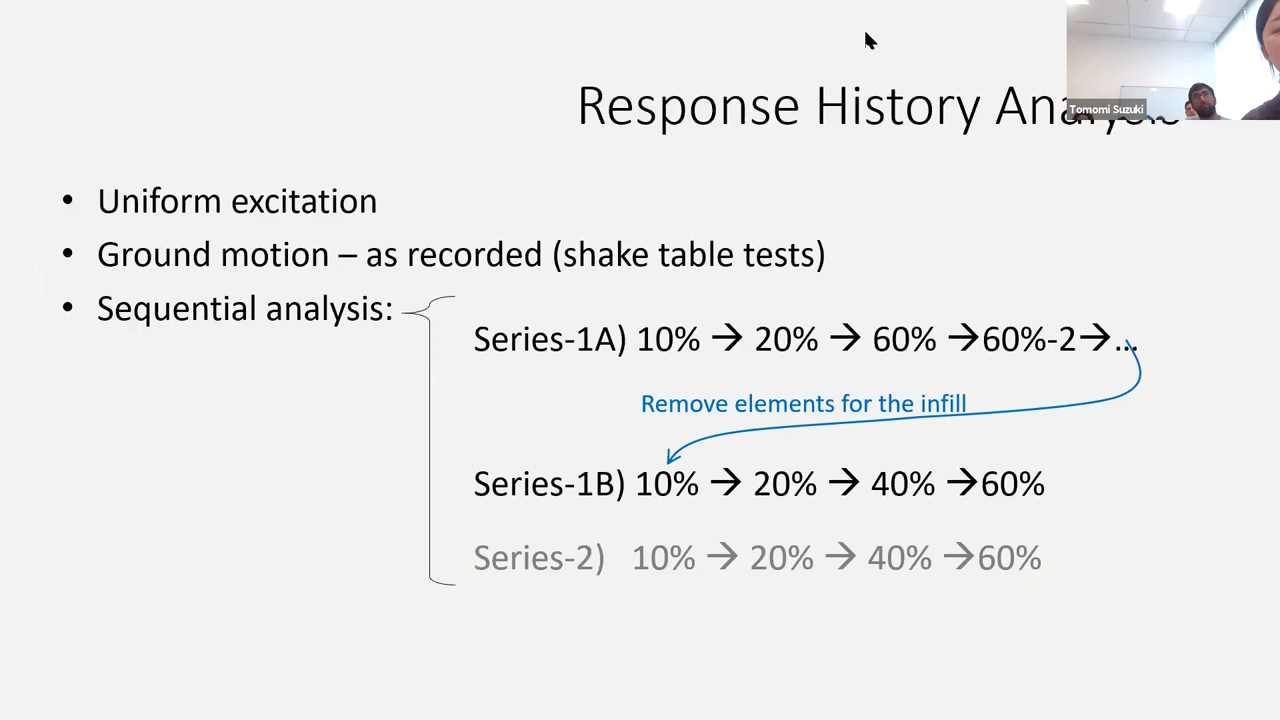 Response History Analysis
Tomomi Suzuki
• Uniform excitation
• Ground motion – as recorded (shake table tests)
• Sequential analysis:
Series-1A) 10% → 20% → 60% →60%-2→...
Remove elements for the infill
Series-1B) 10% → 20% → 40% →60%
Series-2) 10% → 20% → 40% →60%